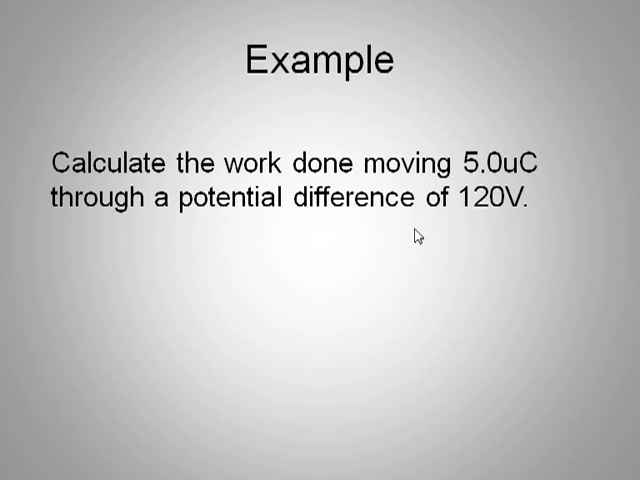 Example
Calculate the work done moving 5.0uC
through a potential difference of 120V.